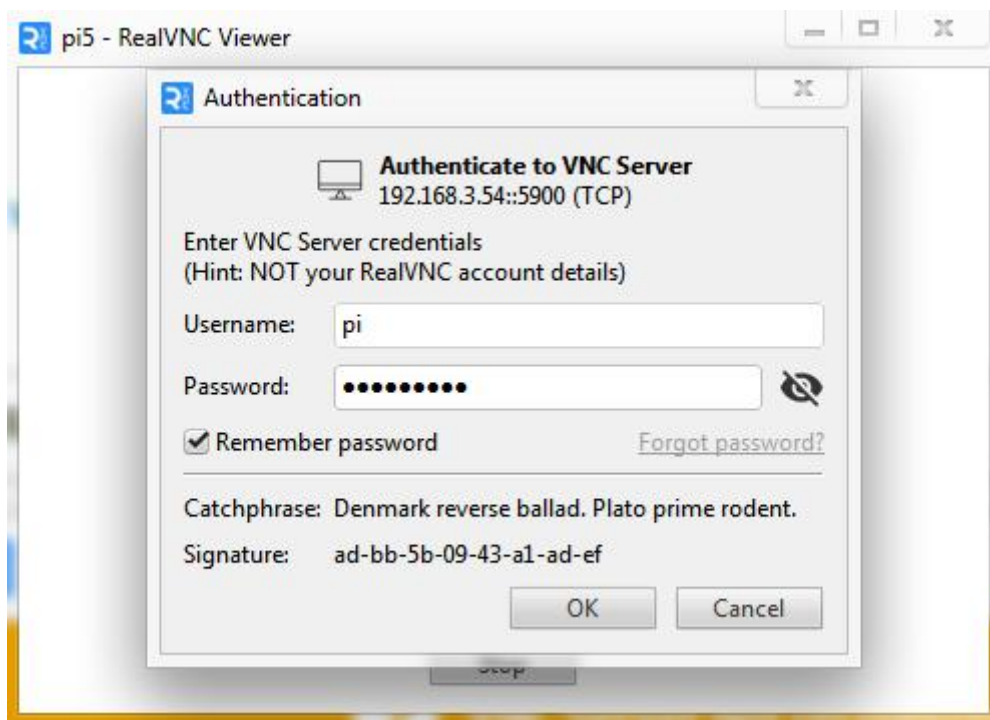 pi5 - RealVNC Viewer
Authentication
Authenticate to VNC Server
192.168.3.54::5900 (TCP)
Enter VNC Server credentials
(Hint: NOT your RealVNC account details)
Username: pi
Password: ●●●●●●●●●
Remember password Forgot password?
Catchphrase: Denmark reverse ballad. Plato prime rodent.
Signature: ad-bb-5b-09-43-a1-ad-ef
OK Cancel
Stop